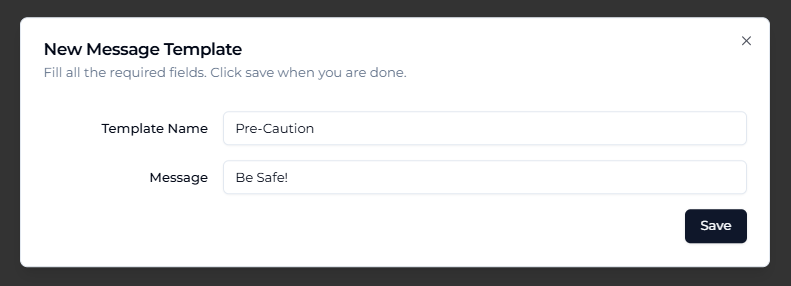 New Message Template
Fill all the required fields. Click save when you are done.
Template Name Pre-Caution
Message Be Safe!
Save